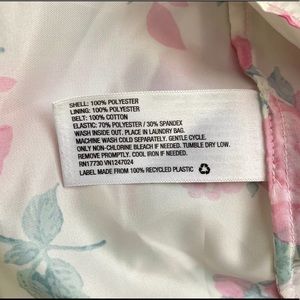 SHELL: 100% POLYESTER
LINING: 100% POLYESTER
BELT: 100% COTTON
ELASTIC: 70% POLYESTER / 30% SPANDEX
WASH INSIDE OUT. PLACE IN LAUNDRY BAG.
MACHINE WASH COLD SEPARATELY. GENTLE CYCLE.
ONLY NON-CHLORINE BLEACH IF NEEDED. TUMBLE DRY LOW.
REMOVE PROMPTLY. COOL IRON IF NEEDED.
RN17730 VN1247024
LABEL MADE FROM 100% RECYCLED PLASTIC